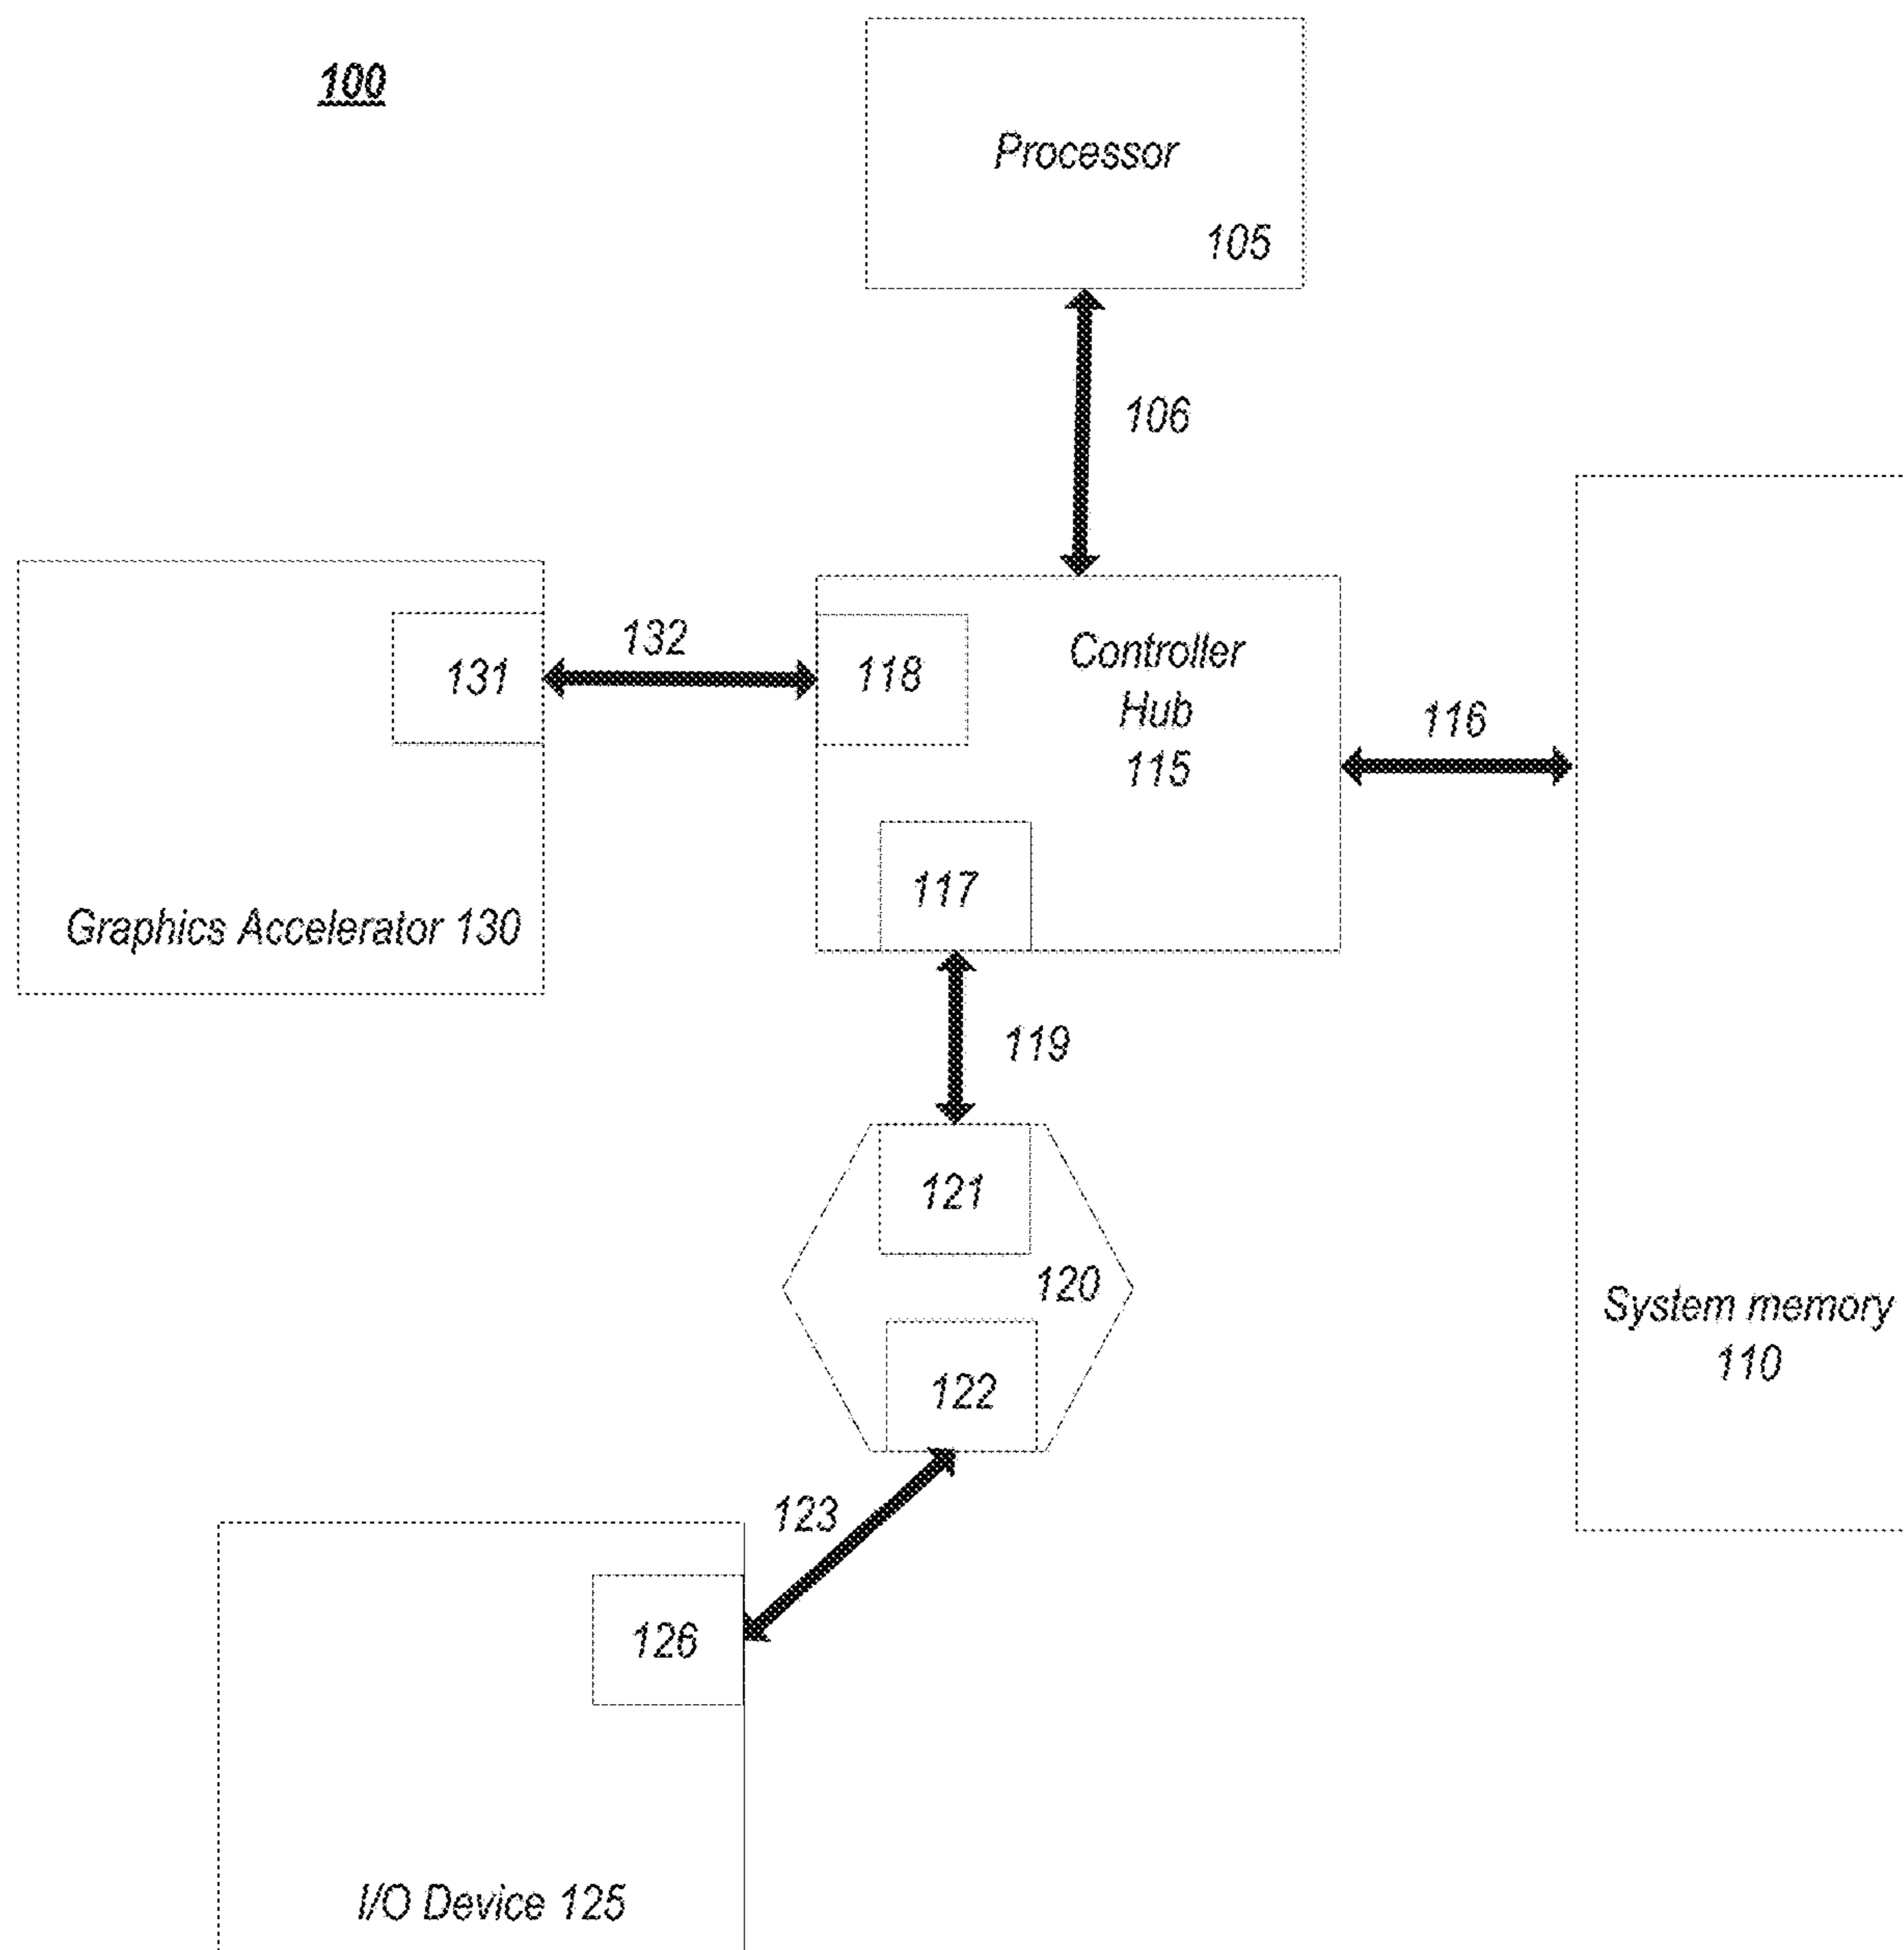 100
Processor
105
106
132
131
118
Controller
Hub
115
116
117
Graphics Accelerator 130
119
121
120
System memory
110
122
123
126
I/O Device 125